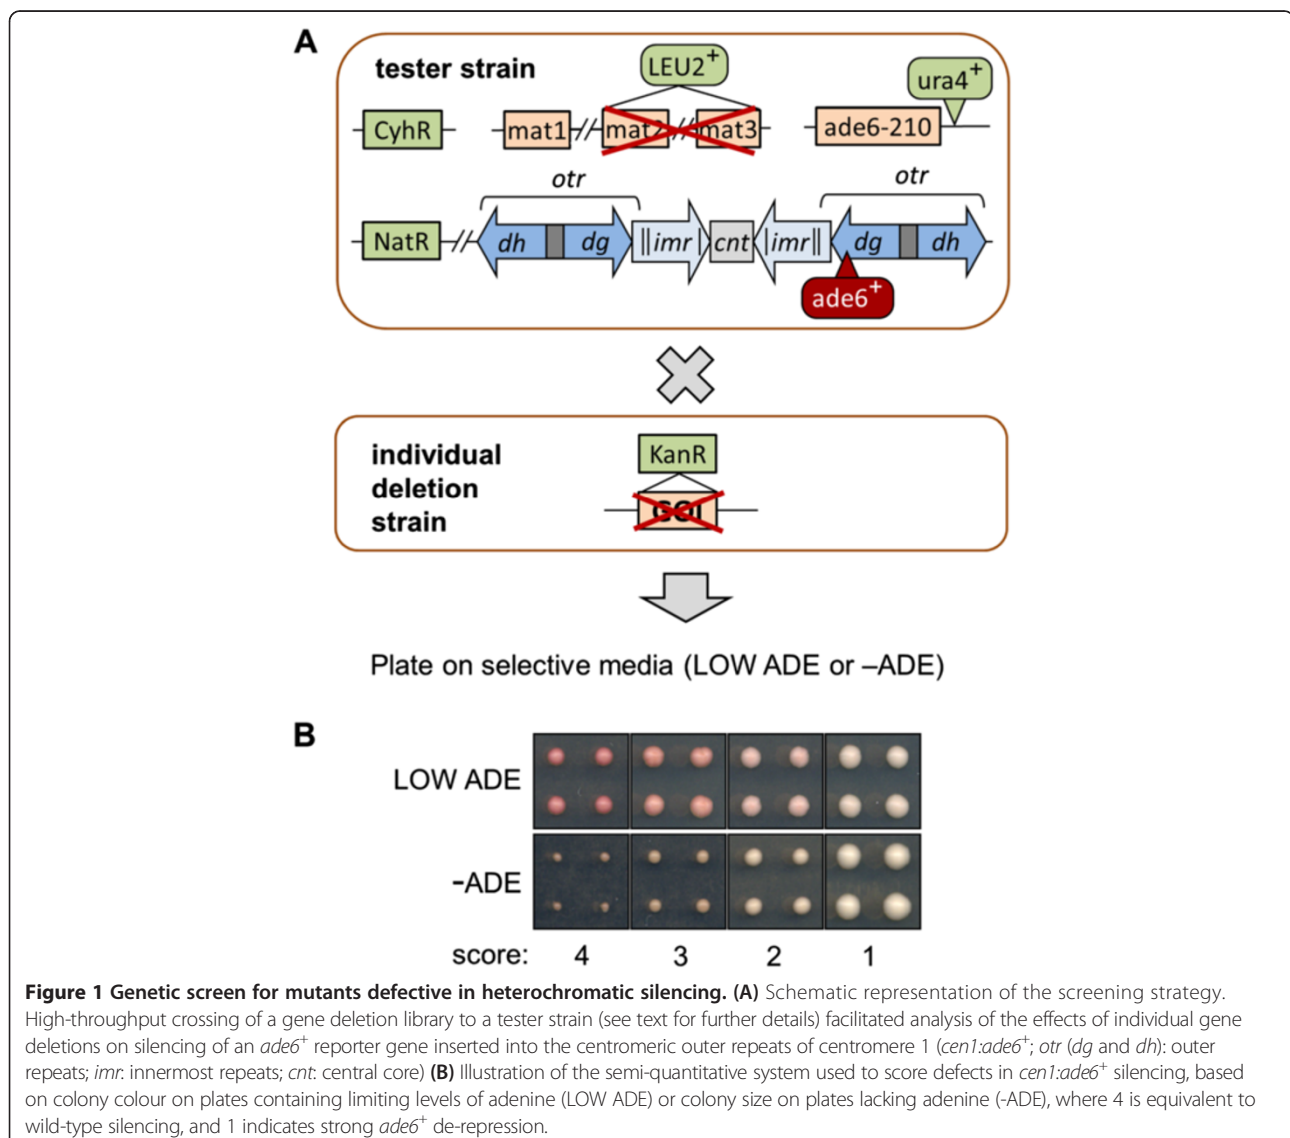 A
tester strain
LEU2+
ura4+
CyhR
mat1
mat2
mat3
ade6-210
otr
otr
NatR
dh
dg
imr
cnt
imr
dg
dh
ade6+
individual
deletion
strain
KanR
GOI
Plate on selective media (LOW ADE or –ADE)
B
LOW ADE
-ADE
score: 4 3 2 1
Figure 1 Genetic screen for mutants defective in heterochromatic silencing. (A) Schematic representation of the screening strategy.
High-throughput crossing of a gene deletion library to a tester strain (see text for further details) facilitated analysis of the effects of individual gene
deletions on silencing of an ade6+ reporter gene inserted into the centromeric outer repeats of centromere 1 (cen1:ade6+; otr (dg and dh): outer
repeats; imr: innermost repeats; cnt: central core) (B) Illustration of the semi-quantitative system used to score defects in cen1:ade6+ silencing, based
on colony colour on plates containing limiting levels of adenine (LOW ADE) or colony size on plates lacking adenine (-ADE), where 4 is equivalent to
wild-type silencing, and 1 indicates strong ade6+ de-repression.